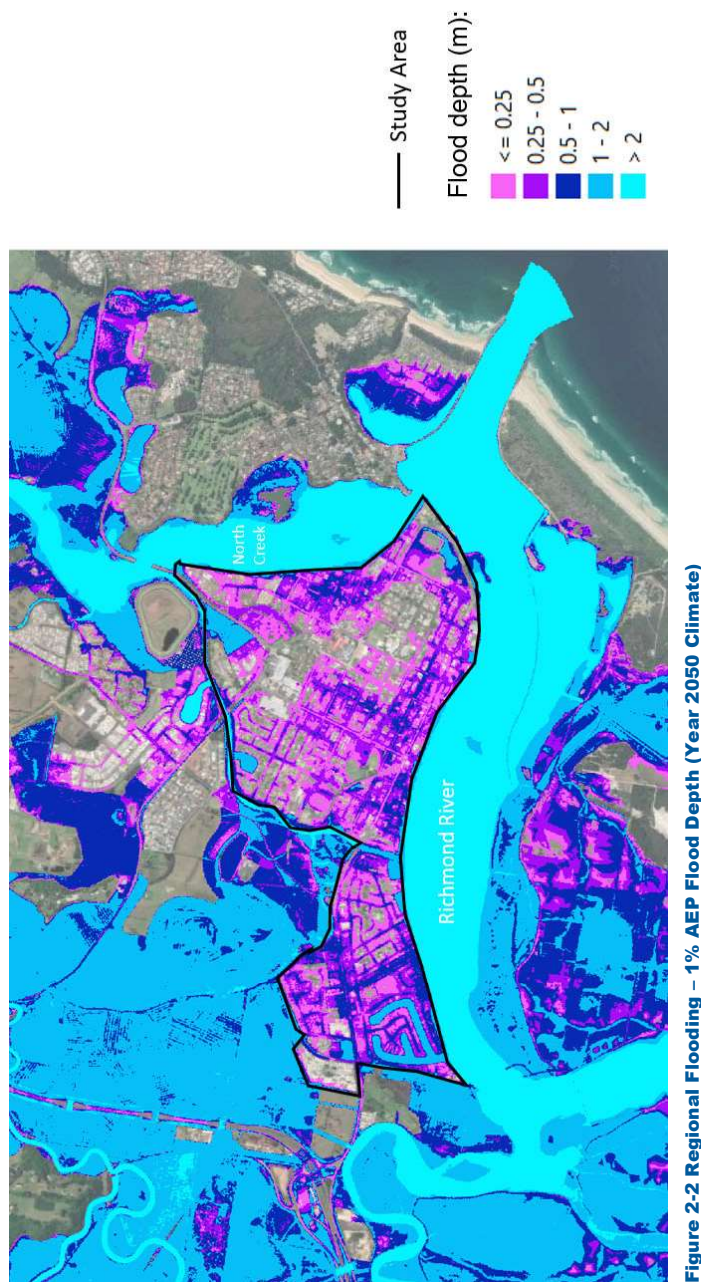 North
Creek
Richmond River
Study Area
Flood depth (m):
<= 0.25
0.25 - 0.5
0.5 - 1
1 - 2
> 2
Figure 2-2 Regional Flooding – 1% AEP Flood Depth (Year 2050 Climate)